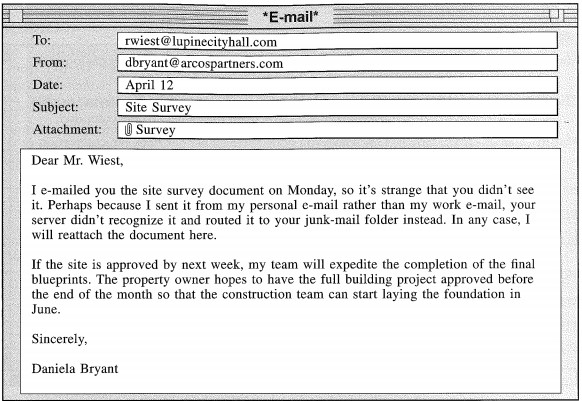 *E-mail*
To: rwiest@lupinecityhall.com
From: dbryant@arcospartners.com
Date: April 12
Subject: Site Survey
Attachment: Survey
Dear Mr. Wiest,
I e-mailed you the site survey document on Monday, so it's strange that you didn't see
it. Perhaps because I sent it from my personal e-mail rather than my work e-mail, your
server didn't recognize it and routed it to your junk-mail folder instead. In any case, I
will reattach the document here.
If the site is approved by next week, my team will expedite the completion of the final
blueprints. The property owner hopes to have the full building project approved before
the end of the month so that the construction team can start laying the foundation in
June.
Sincerely,
Daniela Bryant